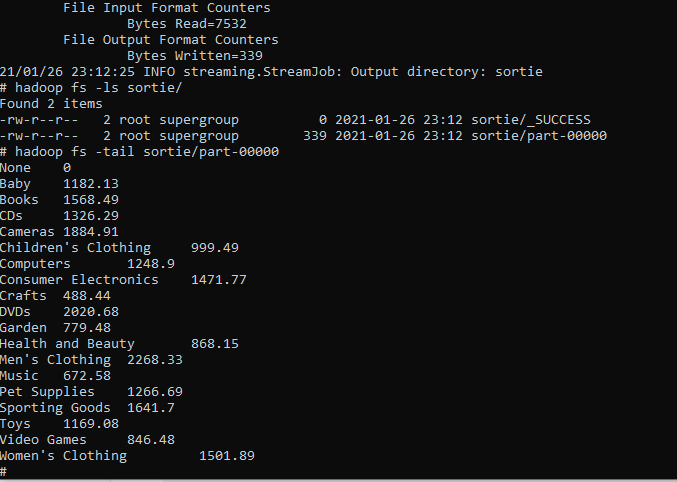 File Input Format Counters
Bytes Read=7532
File Output Format Counters
Bytes Written=339
21/01/26 23:12:25 INFO streaming.StreamJob: Output directory: sortie
# hadoop fs -ls sortie/
Found 2 items
-rw-r--r--   2 root supergroup          0 2021-01-26 23:12 sortie/_SUCCESS
-rw-r--r--   2 root supergroup        339 2021-01-26 23:12 sortie/part-00000
# hadoop fs -tail sortie/part-00000
None    0
Baby    1182.13
Books   1568.49
CDs     1326.29
Cameras 1884.91
Children's Clothing     999.49
Computers       1248.9
Consumer Electronics    1471.77
Crafts  488.44
DVDs    2020.68
Garden  779.48
Health and Beauty       868.15
Men's Clothing  2268.33
Music   672.58
Pet Supplies    1266.69
Sporting Goods  1641.7
Toys    1169.08
Video Games     846.48
Women's Clothing         1501.89
#